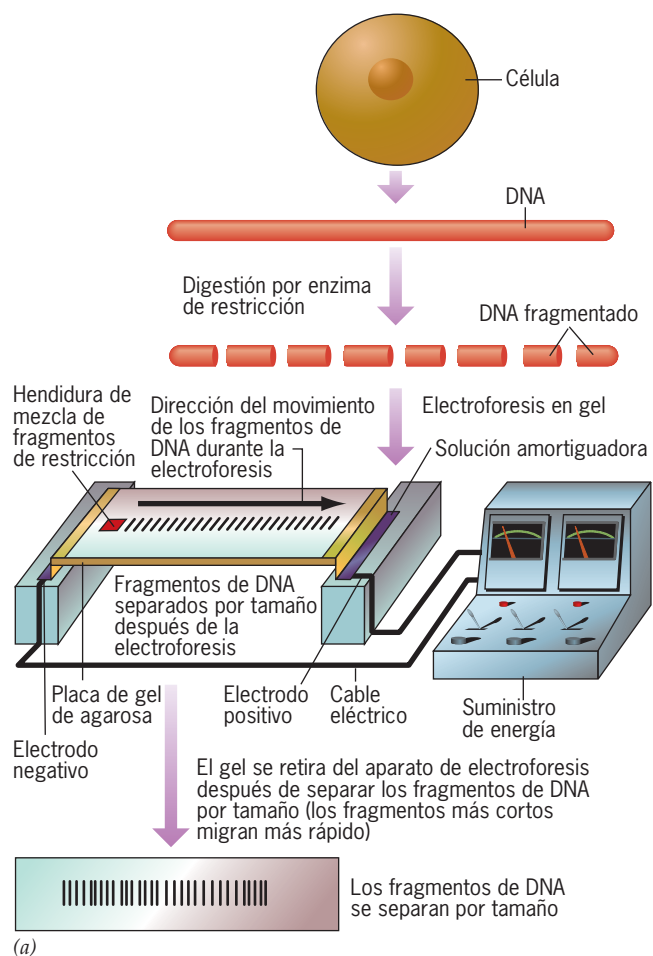 Célula
DNA
Digestión por enzima
de restricción
DNA fragmentado
Hendidura de
mezcla de
fragmentos
de restricción
Dirección del movimiento
de los fragmentos de
DNA durante la
electroforesis
Electroforesis en gel
Solución amortiguadora
Fragmentos de DNA
separados por tamaño
después de la
electroforesis
Placa de gel
de agarosa
Electrodo
positivo
Cable
eléctrico
Suministro
de energía
Electrodo
negativo
El gel se retira del aparato de electroforesis
después de separar los fragmentos de DNA
por tamaño (los fragmentos más cortos
migran más rápido)
Los fragmentos de DNA
se separan por tamaño
(a)